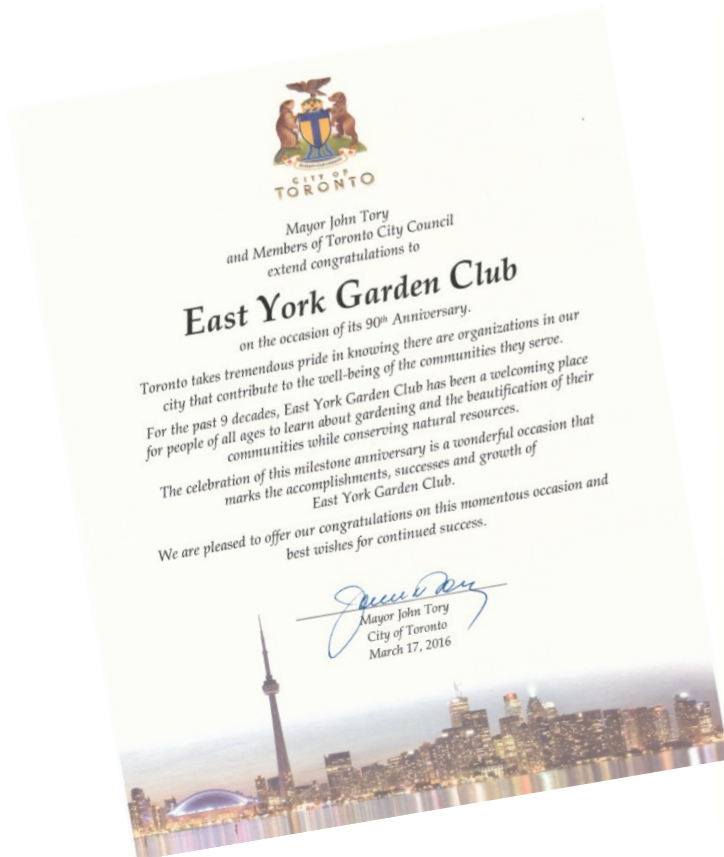 CITY OF
TORONTO
Mayor John Tory
and Members of Toronto City Council
extend congratulations to
East York Garden Club
on the occasion of its 90th Anniversary.
Toronto takes tremendous pride in knowing there are organizations in our
city that contribute to the well-being of the communities they serve.
For the past 9 decades, East York Garden Club has been a welcoming place
for people of all ages to learn about gardening and the beautification of their
communities while conserving natural resources.
The celebration of this milestone anniversary is a wonderful occasion that
marks the accomplishments, successes and growth of
East York Garden Club.
We are pleased to offer our congratulations on this momentous occasion and
best wishes for continued success.
Mayor John Tory
City of Toronto
March 17, 2016